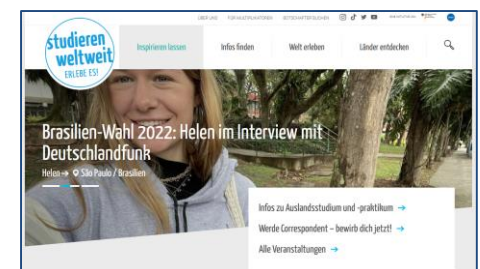 ÜBER UNS FÜR MULTIPLIKATOREN BOTSCHAFTER*INNEN
studieren weltweit
ERLEBE ES!
Inspirieren lassen Infos finden Welt erleben Länder entdecken
Brasilien-Wahl 2022: Helen im Interview mit
Deutschlandfunk
Helen → São Paulo / Brasilien
Infos zu Auslandsstudium und -praktikum →
Werde Correspondent – bewirb dich jetzt! →
Alle Veranstaltungen →